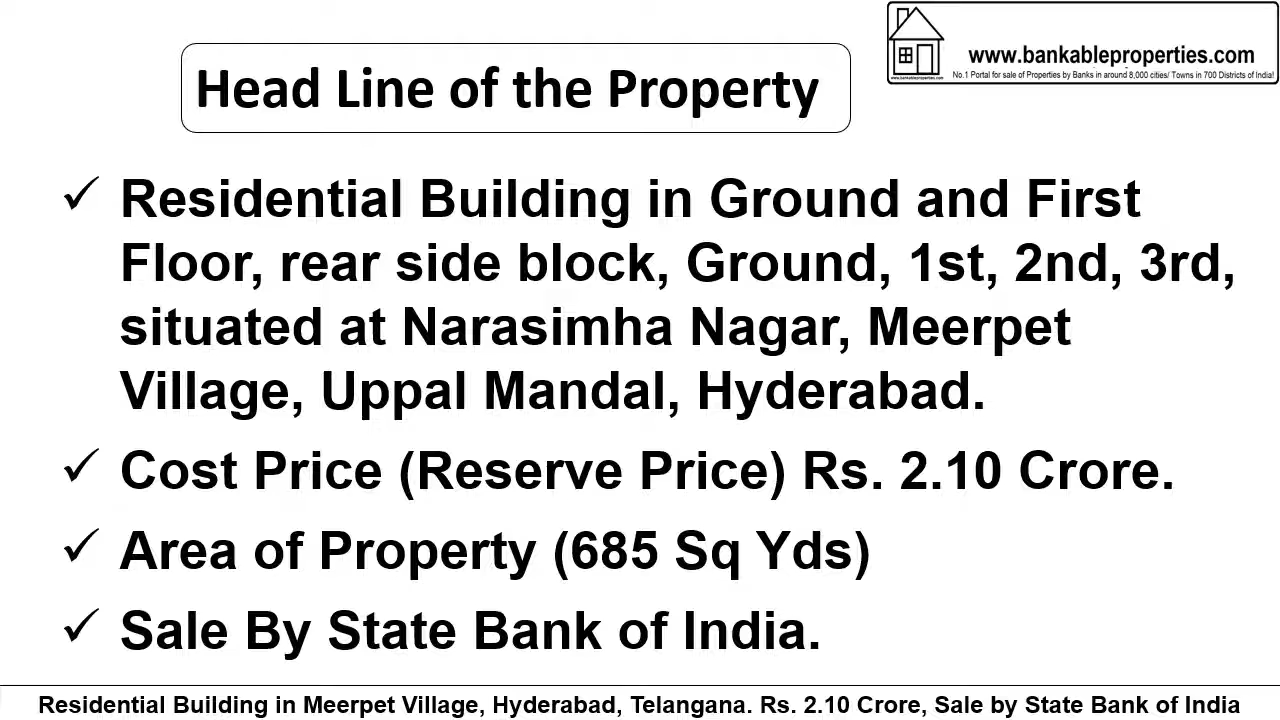 www.bankableproperties.com
No.1 Portal for sale of Properties by Banks in around 8,000 cities/ Towns in 700 Districts of India!
Head Line of the Property
✓ Residential Building in Ground and First
Floor, rear side block, Ground, 1st, 2nd, 3rd,
situated at Narasimha Nagar, Meerpet
Village, Uppal Mandal, Hyderabad.
✓ Cost Price (Reserve Price) Rs. 2.10 Crore.
✓ Area of Property (685 Sq Yds)
✓ Sale By State Bank of India.
Residential Building in Meerpet Village, Hyderabad, Telangana. Rs. 2.10 Crore, Sale by State Bank of India